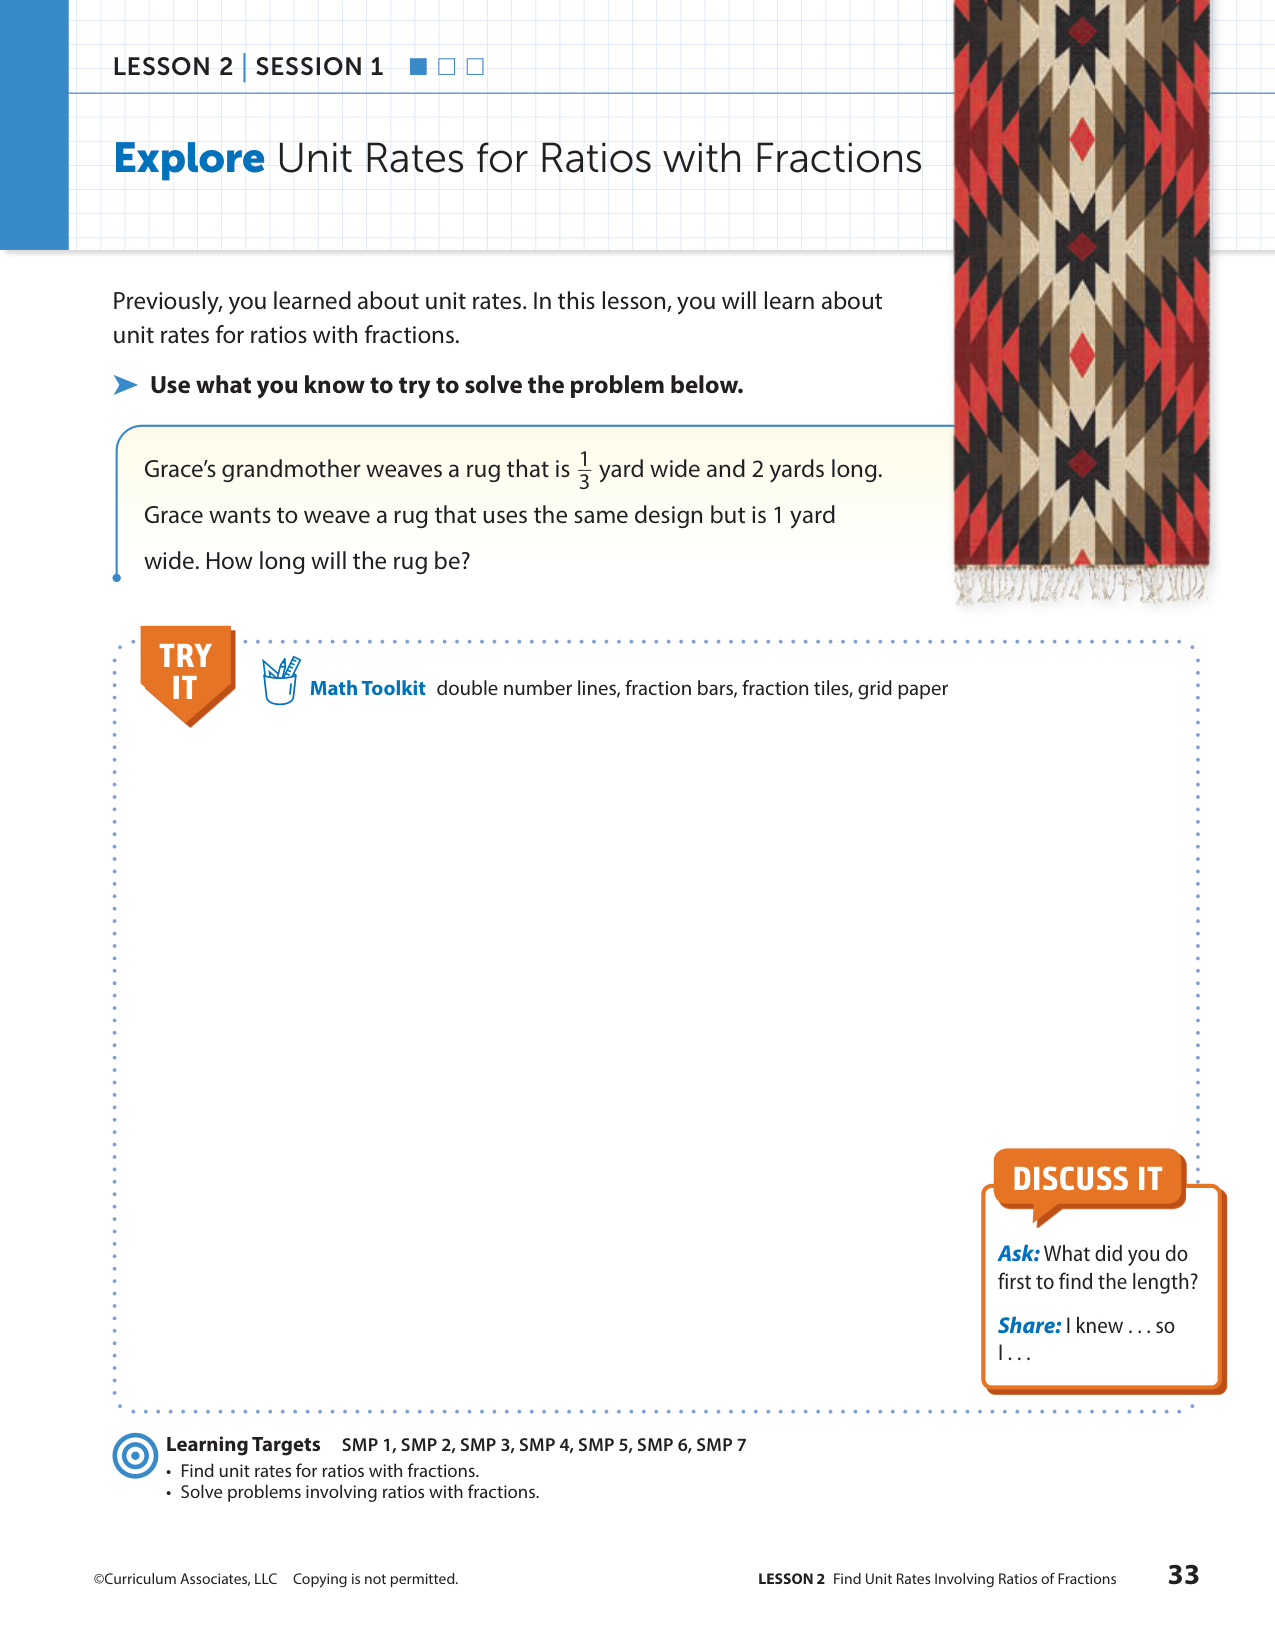 LESSON 2 | SESSION 1
Explore Unit Rates for Ratios with Fractions
Previously, you learned about unit rates. In this lesson, you will learn about
unit rates for ratios with fractions.
Use what you know to try to solve the problem below.
Grace’s grandmother weaves a rug that is 1/3 yard wide and 2 yards long.
Grace wants to weave a rug that uses the same design but is 1 yard
wide. How long will the rug be?
TRY
IT
Math Toolkit double number lines, fraction bars, fraction tiles, grid paper
DISCUSS IT
Ask: What did you do
first to find the length?
Share: I knew . . . so
I . . .
Learning Targets SMP 1, SMP 2, SMP 3, SMP 4, SMP 5, SMP 6, SMP 7
• Find unit rates for ratios with fractions.
• Solve problems involving ratios with fractions.
©Curriculum Associates, LLC Copying is not permitted.
LESSON 2 Find Unit Rates Involving Ratios of Fractions 33